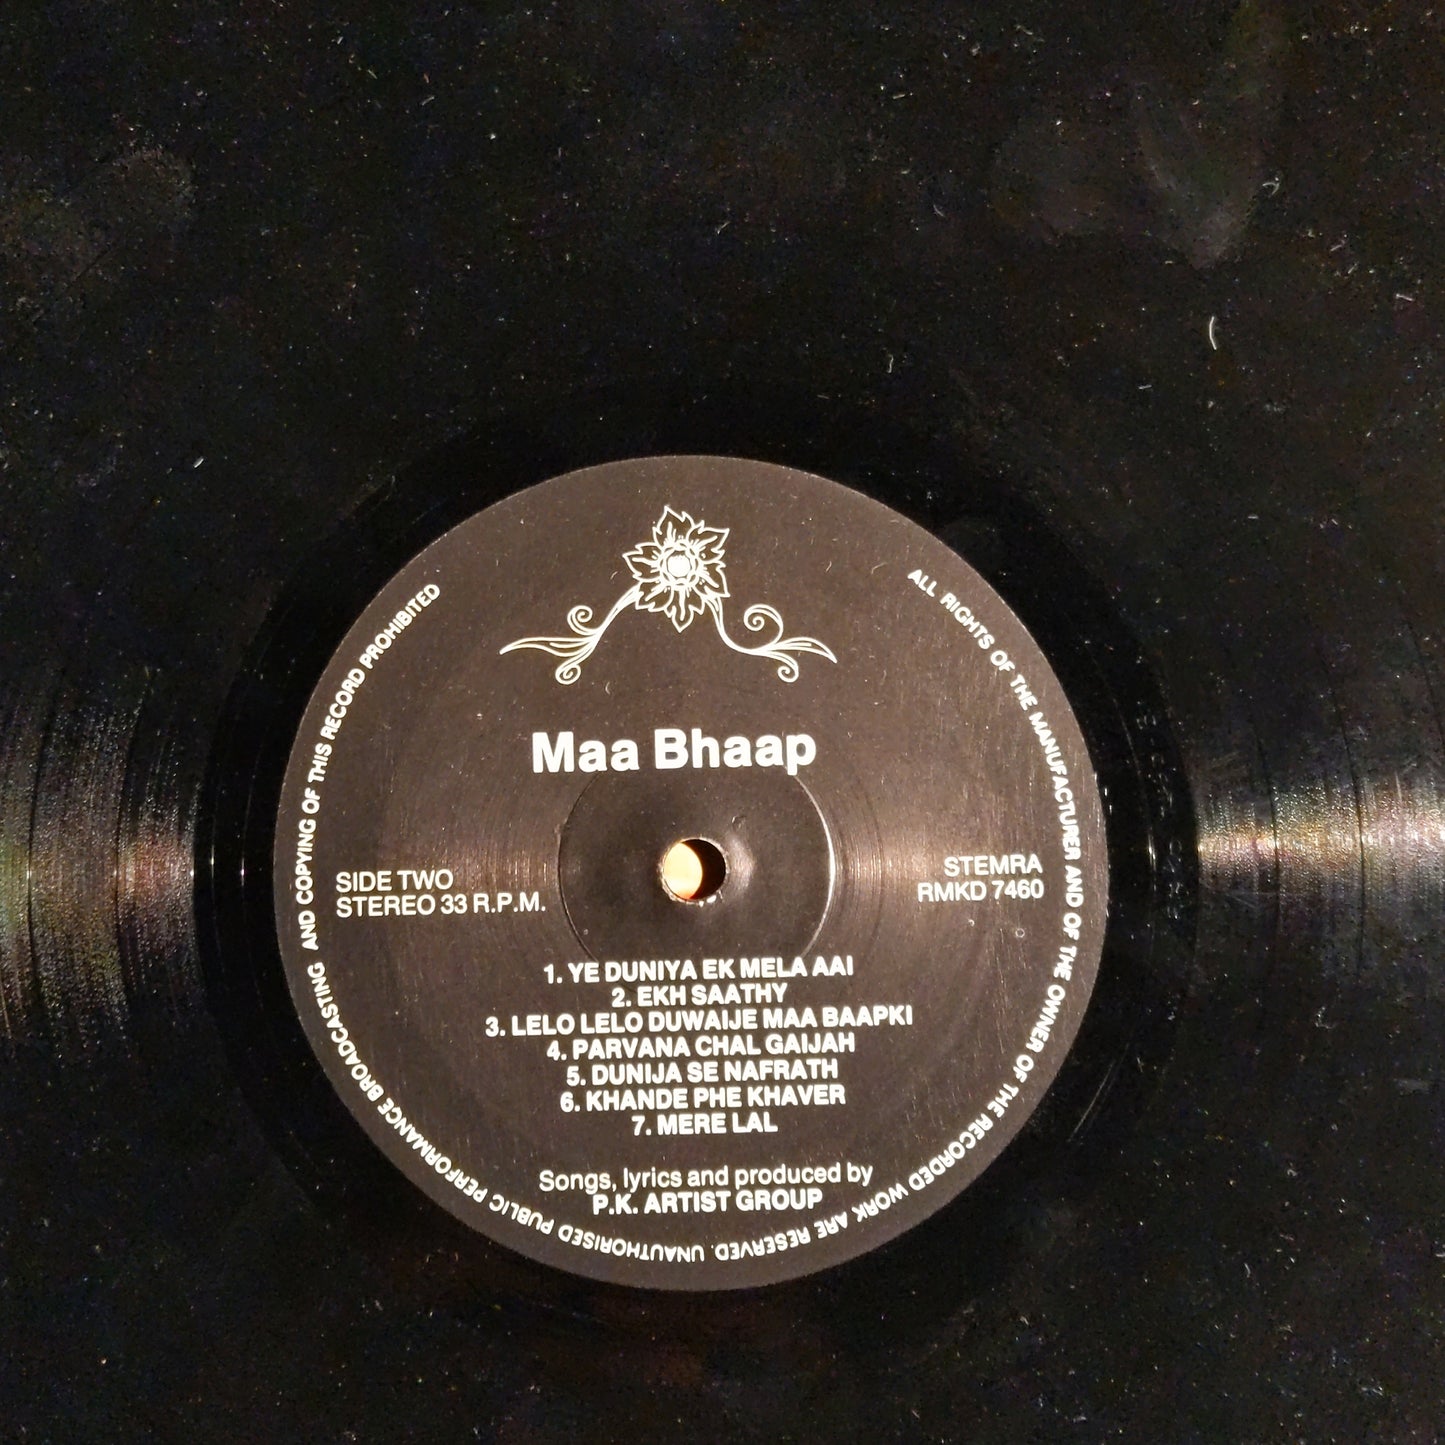 Maa Bhaap
SIDE TWO
STEREO 33 R.P.M.
STEMRA
RMKD 7460
1. YE DUNIYA EK MELA AAI
2. EKH SAATHY
3. LELO LELO DUWAIJE MAA BAAPKI
4. PARVANA CHAL GAIJAH
5. DUNIJA SE NAFRATH
6. KHANDE PHE KHAVER
7. MERE LAL
Songs, lyrics and produced by
P.K. ARTIST GROUP
ALL RIGHTS OF THE MANUFACTURER AND OF THE OWNER OF THE RECORDED WORK ARE RESERVED. UNAUTHORISED PUBLIC PERFORMANCE BROADCASTING AND COPYING OF THIS RECORD PROHIBITED